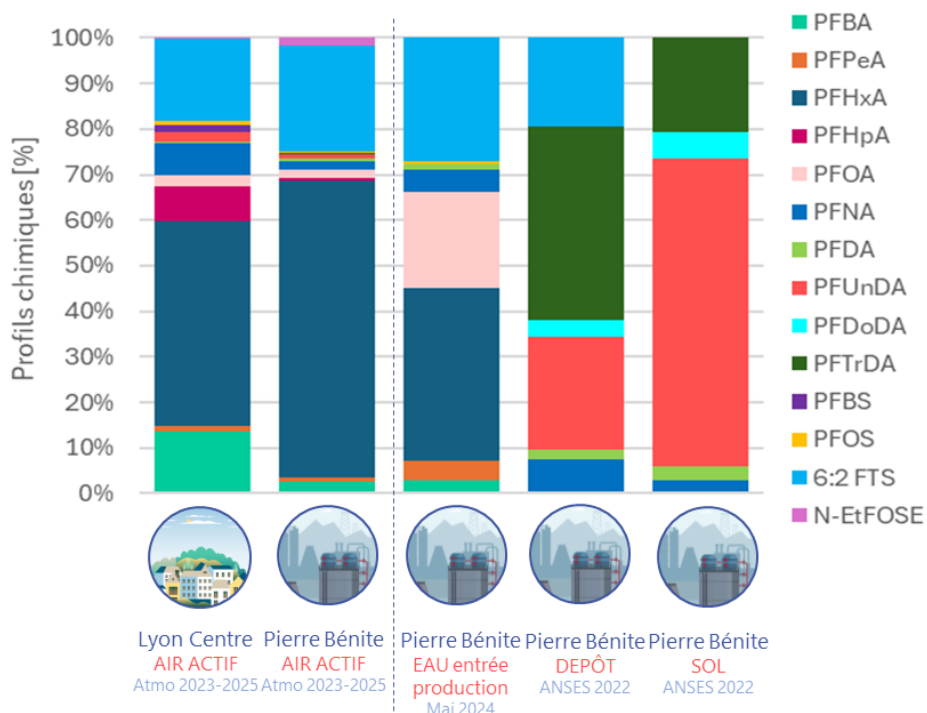 Profils chimiques [%]
100%
90%
80%
70%
60%
50%
40%
30%
20%
10%
0%
PFBA
PFPeA
PFHxA
PFHpA
PFOA
PFNA
PFDA
PFUnDA
PFDoDA
PFTrDA
PFBS
PFOS
6:2 FTS
N-EtFOSE
Lyon Centre
AIR ACTIF
Atmo 2023-2025
Pierre Bénite
AIR ACTIF
Atmo 2023-2025
Pierre Bénite
EAU entrée
production
Mai 2024
Pierre Bénite
DEPÔT
ANSES 2022
Pierre Bénite
SOL
ANSES 2022